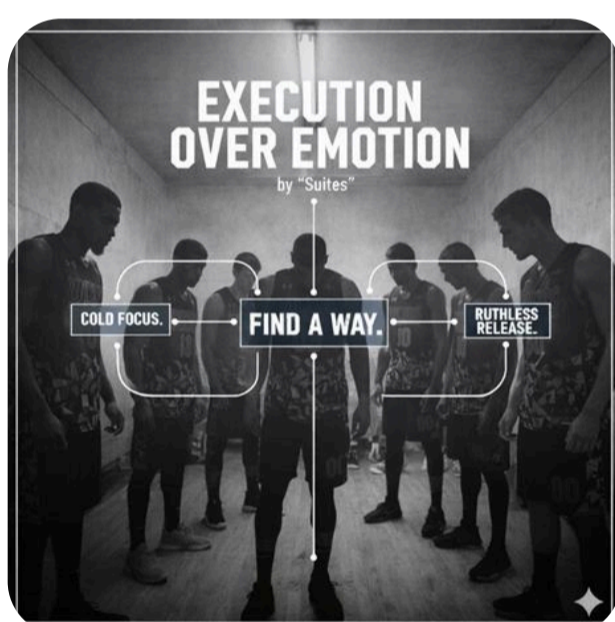 EXECUTION
OVER EMOTION
by “Suites”
COLD FOCUS.
FIND A WAY.
RUTHLESS
RELEASE.